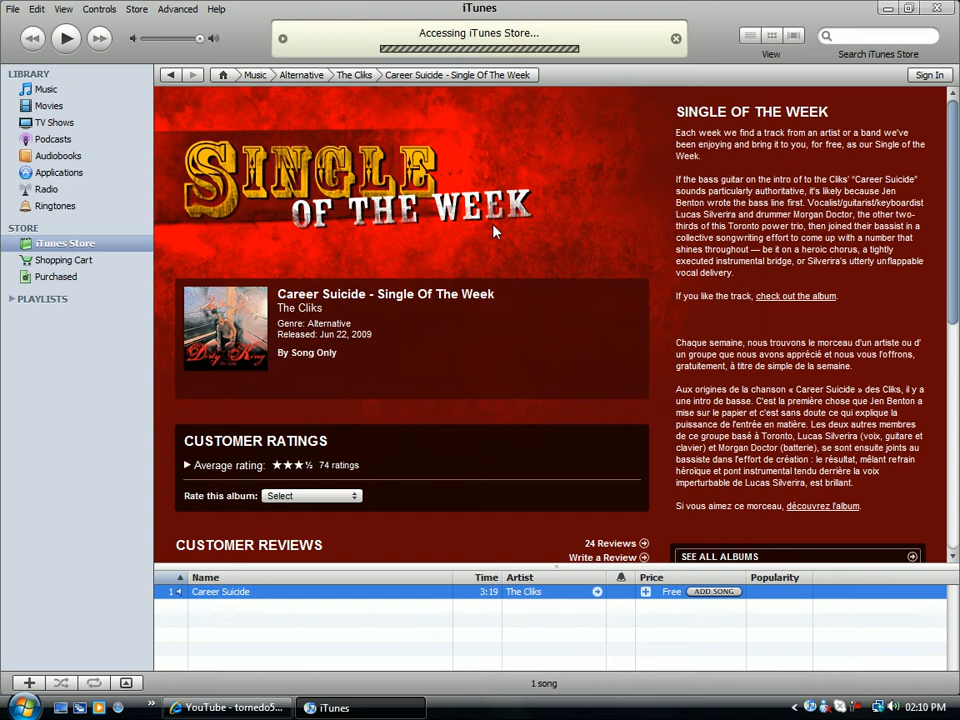 File Edit View Controls Store Advanced Help
iTunes
Accessing iTunes Store...
View
Search iTunes Store
LIBRARY
Music
Movies
TV Shows
Podcasts
Audiobooks
Applications
Radio
Ringtones
STORE
iTunes Store
Shopping Cart
Purchased
PLAYLISTS
Music Alternative The Cliks Career Suicide - Single Of The Week
Sign In
SINGLE
OF THE WEEK
Career Suicide - Single Of The Week
The Cliks
Genre: Alternative
Released: Jun 22, 2009
By Song Only
Dirty King
CUSTOMER RATINGS
Average rating: 74 ratings
Rate this album: Select
CUSTOMER REVIEWS
24 Reviews
Write a Review
SINGLE OF THE WEEK
Each week we find a track from an artist or a band we've
been enjoying and bring it to you, for free, as our Single of the
Week.
If the bass guitar on the intro of to the Cliks' "Career Suicide"
sounds particularly authoritative, it's likely because Jen
Benton wrote the bass line first. Vocalist/guitarist/keyboardist
Lucas Silverira and drummer Morgan Doctor, the other two-
thirds of this Toronto power trio, then joined their bassist in a
collective songwriting effort to come up with a number that
shines throughout — be it on a heroic chorus, a tightly
executed instrumental bridge, or Silverira's utterly unflappable
vocal delivery.
If you like the track, check out the album.
Chaque semaine, nous trouvons le morceau d'un artiste ou d'
un groupe que nous avons apprécié et nous vous l'offrons,
gratuitement, à titre de simple de la semaine.
Aux origines de la chanson « Career Suicide » des Cliks, il y a
une intro de basse. C'est la première chose que Jen Benton a
mise sur le papier et c'est sans doute ce qui explique la
puissance de l'entrée en matière. Les deux autres membres
de ce groupe basé à Toronto, Lucas Silverira (voix, guitare et
clavier) et Morgan Doctor (batterie), se sont ensuite joints au
bassiste dans l'effort de création : le résultat, mêlant refrain
héroïque et pont instrumental tendu derrière la voix
imperturbable de Lucas Silverira, est brillant.
Si vous aimez ce morceau, découvrez l'album.
SEE ALL ALBUMS
Name Time Artist Price Popularity
1 Career Suicide 3:19 The Cliks Free ADD SONG
1 song
YouTube - tornedo5...
iTunes
02:10 PM